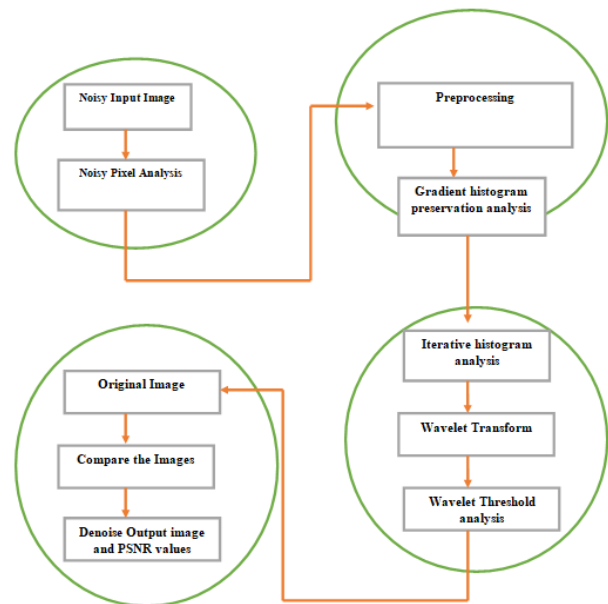 Noisy Input Image
Noisy Pixel Analysis
Preprocessing
Gradient histogram
preservation analysis
Iterative histogram
analysis
Wavelet Transform
Wavelet Threshold
analysis
Original Image
Compare the Images
Denoise Output image
and PSNR values